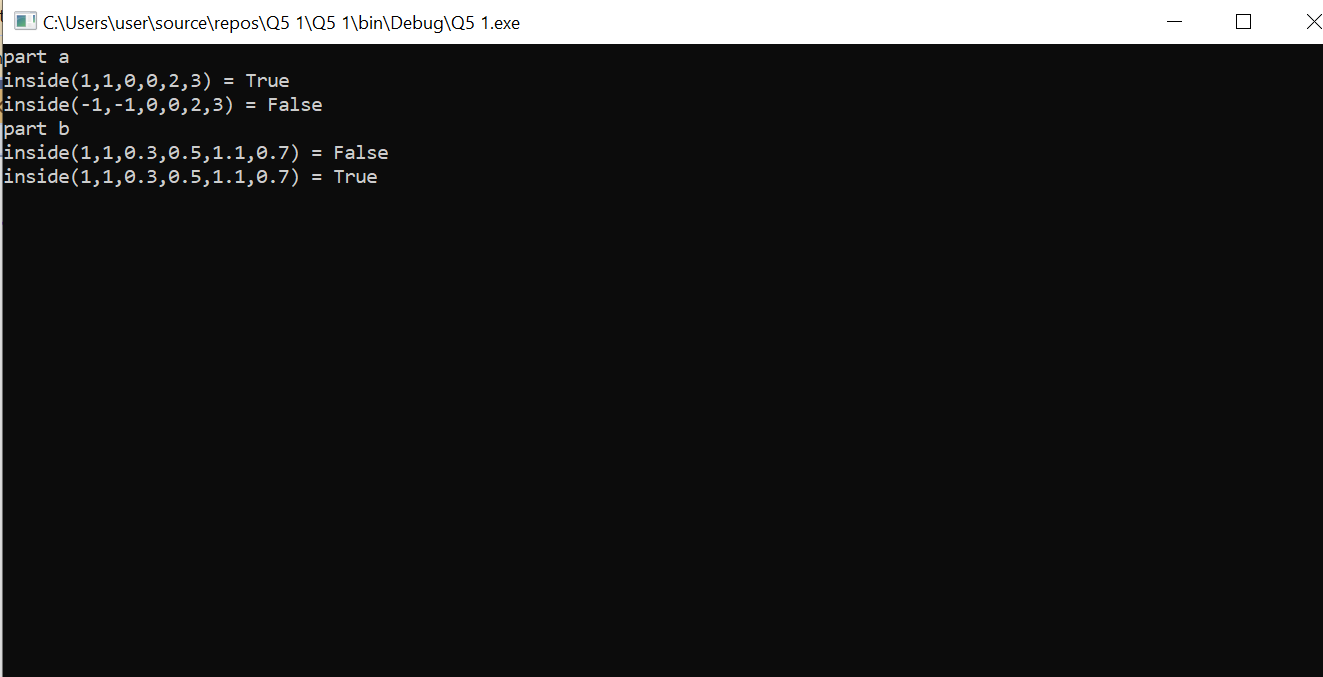 C:\Users\user\source\repos\Q5 1\Q5 1\bin\Debug\Q5 1.exe
part a
inside(1,1,0,0,2,3) = True
inside(-1,-1,0,0,2,3) = False
part b
inside(1,1,0.3,0.5,1.1,0.7) = False
inside(1,1,0.3,0.5,1.1,0.7) = True